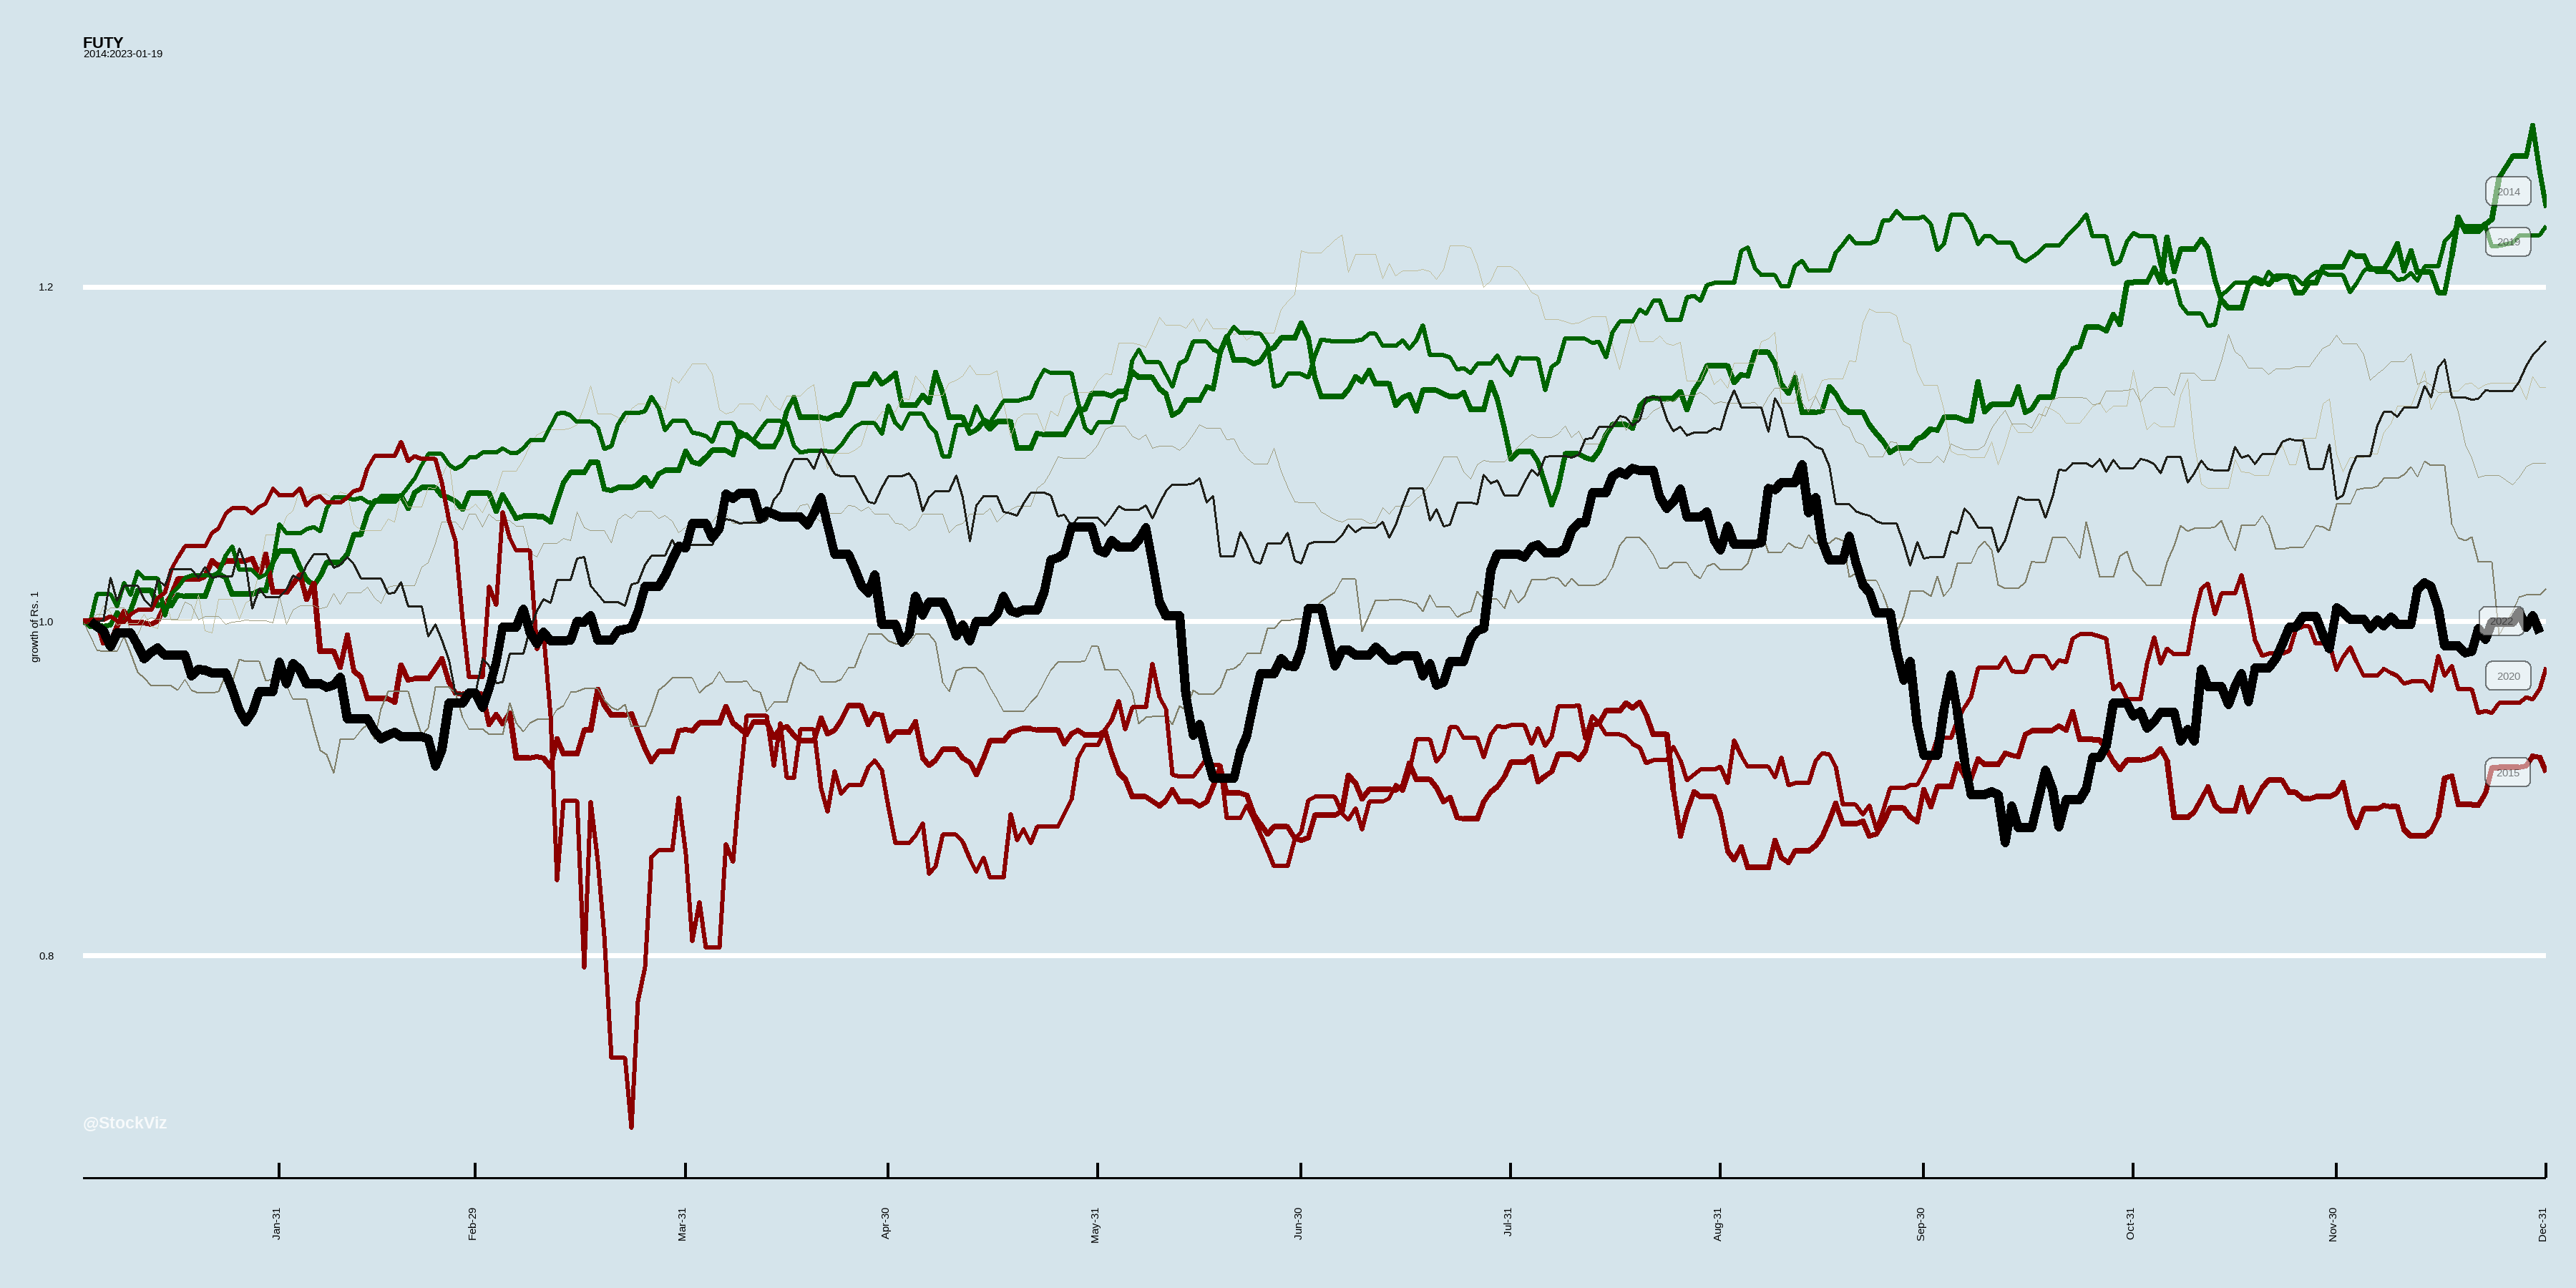 FUTY
2014:2023-01-19
2014
2019
1.2
growth of Rs. 1
1.0
2022
2020
2015
0.8
@StockViz
Jan-31
Feb-29
Mar-31
Apr-30
May-31
Jun-30
Jul-31
Aug-31
Sep-30
Oct-31
Nov-30
Dec-31